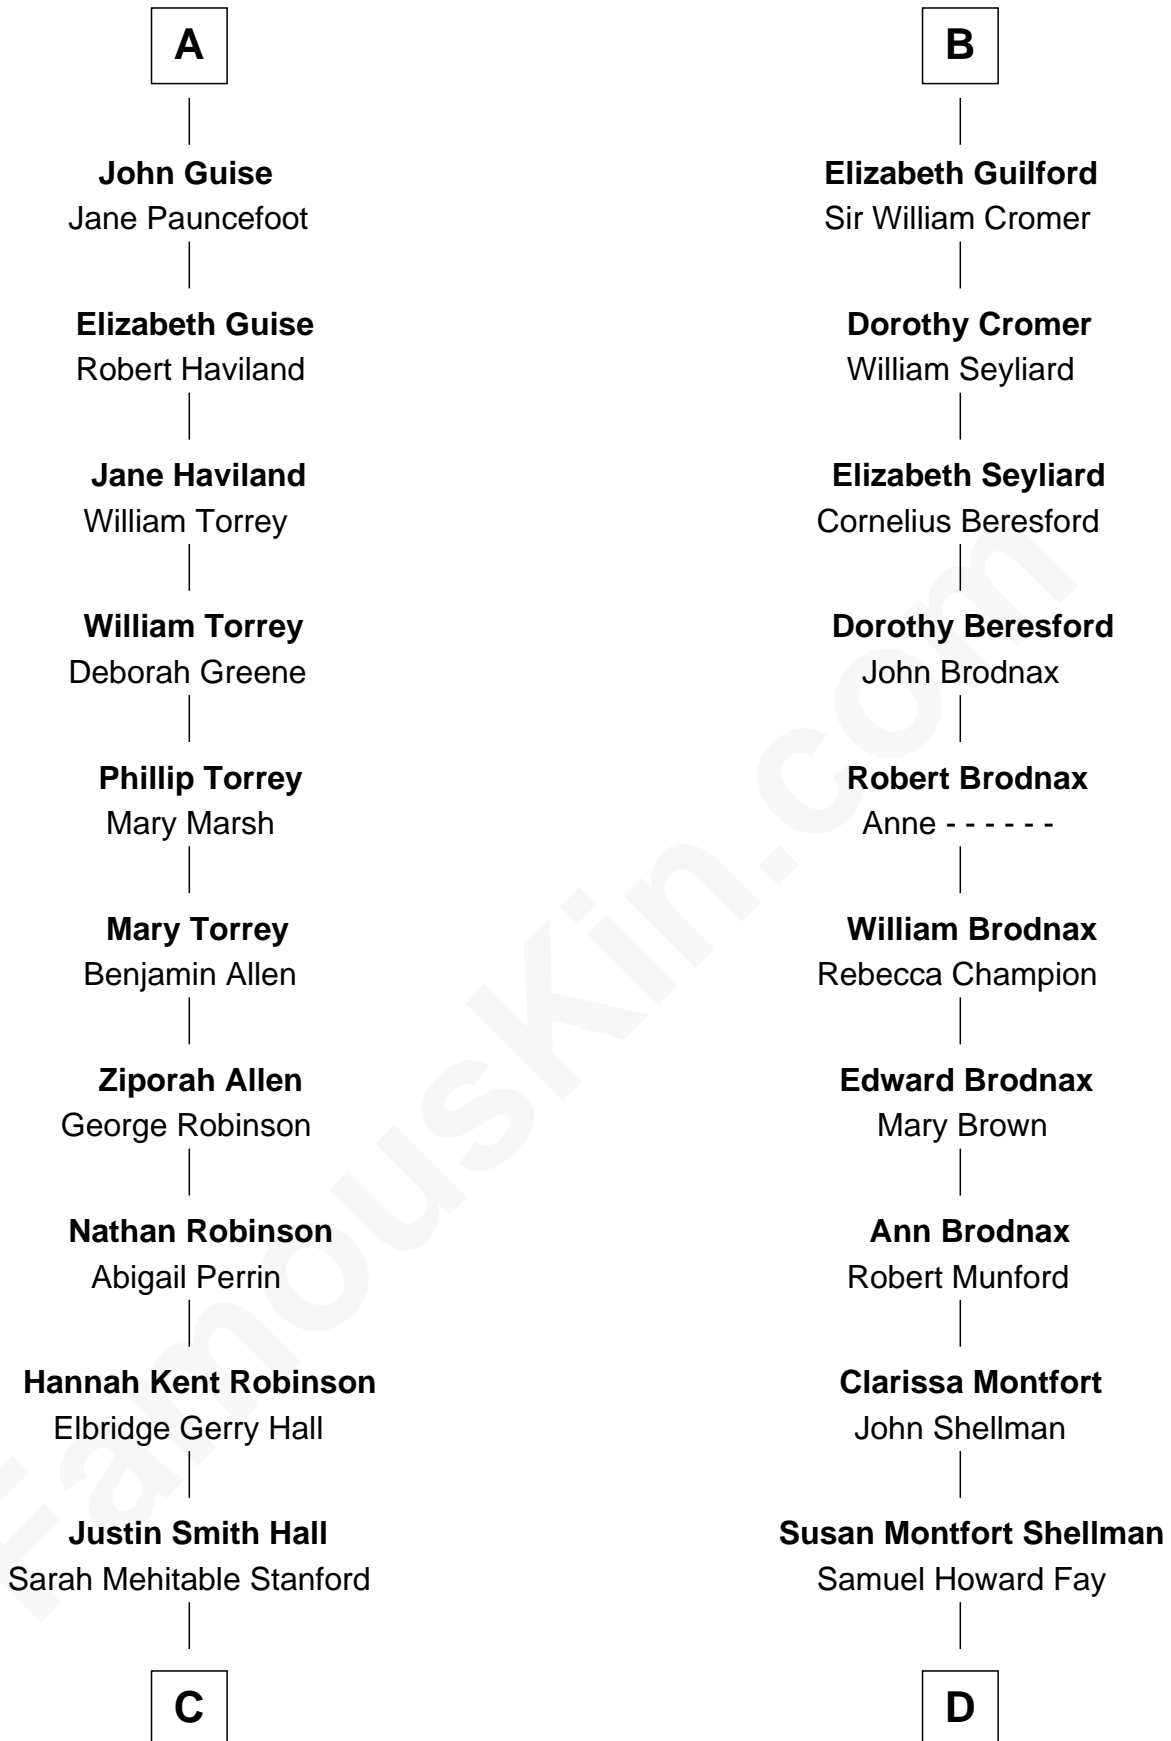 A
John Guise
Jane Pauncefoot
Elizabeth Guise
Robert Haviland
Jane Haviland
William Torrey
William Torrey
Deborah Greene
Phillip Torrey
Mary Marsh
Mary Torrey
Benjamin Allen
Ziporah Allen
George Robinson
Nathan Robinson
Abigail Perrin
Hannah Kent Robinson
Elbridge Gerry Hall
Justin Smith Hall
Sarah Mehitable Stanford
C
B
Elizabeth Guilford
Sir William Cromer
Dorothy Cromer
William Seyliard
Elizabeth Seyliard
Cornelius Beresford
Dorothy Beresford
John Brodnax
Robert Brodnax
Anne - - - - - -
William Brodnax
Rebecca Champion
Edward Brodnax
Mary Brown
Ann Brodnax
Robert Munford
Clarissa Montfort
John Shellman
Susan Montfort Shellman
Samuel Howard Fay
D
FamousKin.com